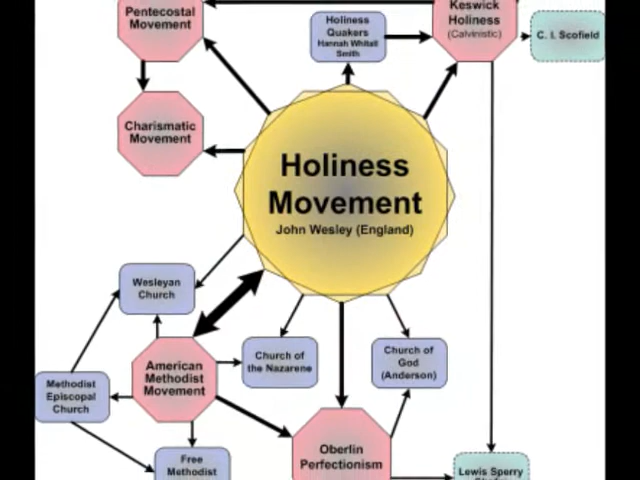 Pentecostal
Movement
Holiness
Quakers
Hannah Whitall
Smith
Keswick
Holiness
(Calvinistic)
C. I. Scofield
Charismatic
Movement
Holiness
Movement
John Wesley (England)
Wesleyan
Church
American
Methodist
Movement
Church of
the Nazarene
Church of
God
(Anderson)
Methodist
Episcopal
Church
Free
Methodist
Oberlin
Perfectionism
Lewis Sperry